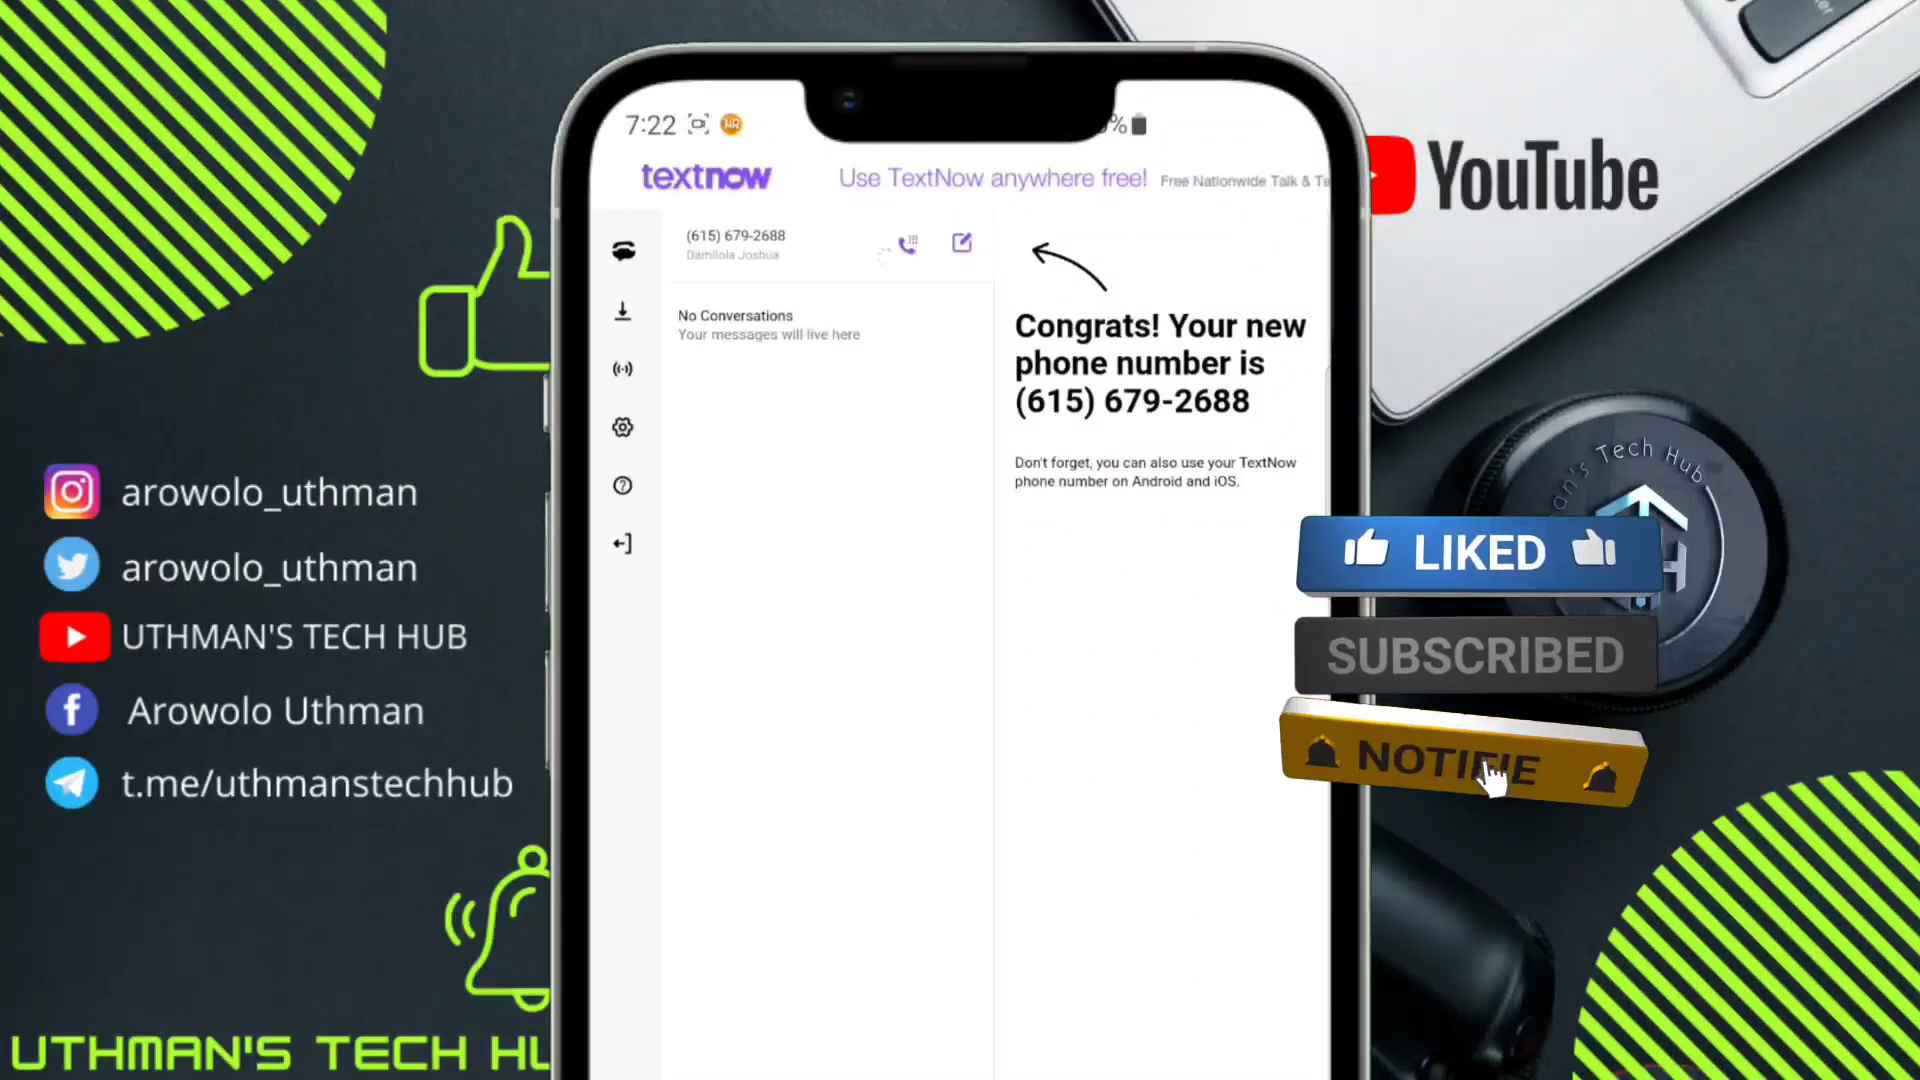 7:22
%
textnow
Use TextNow anywhere free! Free Nationwide Talk & Te
(615) 679-2688
Damilola Joshua
No Conversations
Your messages will live here
Congrats! Your new
phone number is
(615) 679-2688
Don't forget, you can also use your TextNow
phone number on Android and iOS.
YouTube
an's Tech Hub
LIKED
SUBSCRIBED
NOTIFIE
arowolo_uthman
arowolo_uthman
UTHMAN'S TECH HUB
Arowolo Uthman
t.me/uthmanstechhub
UTHMAN'S TECH HU